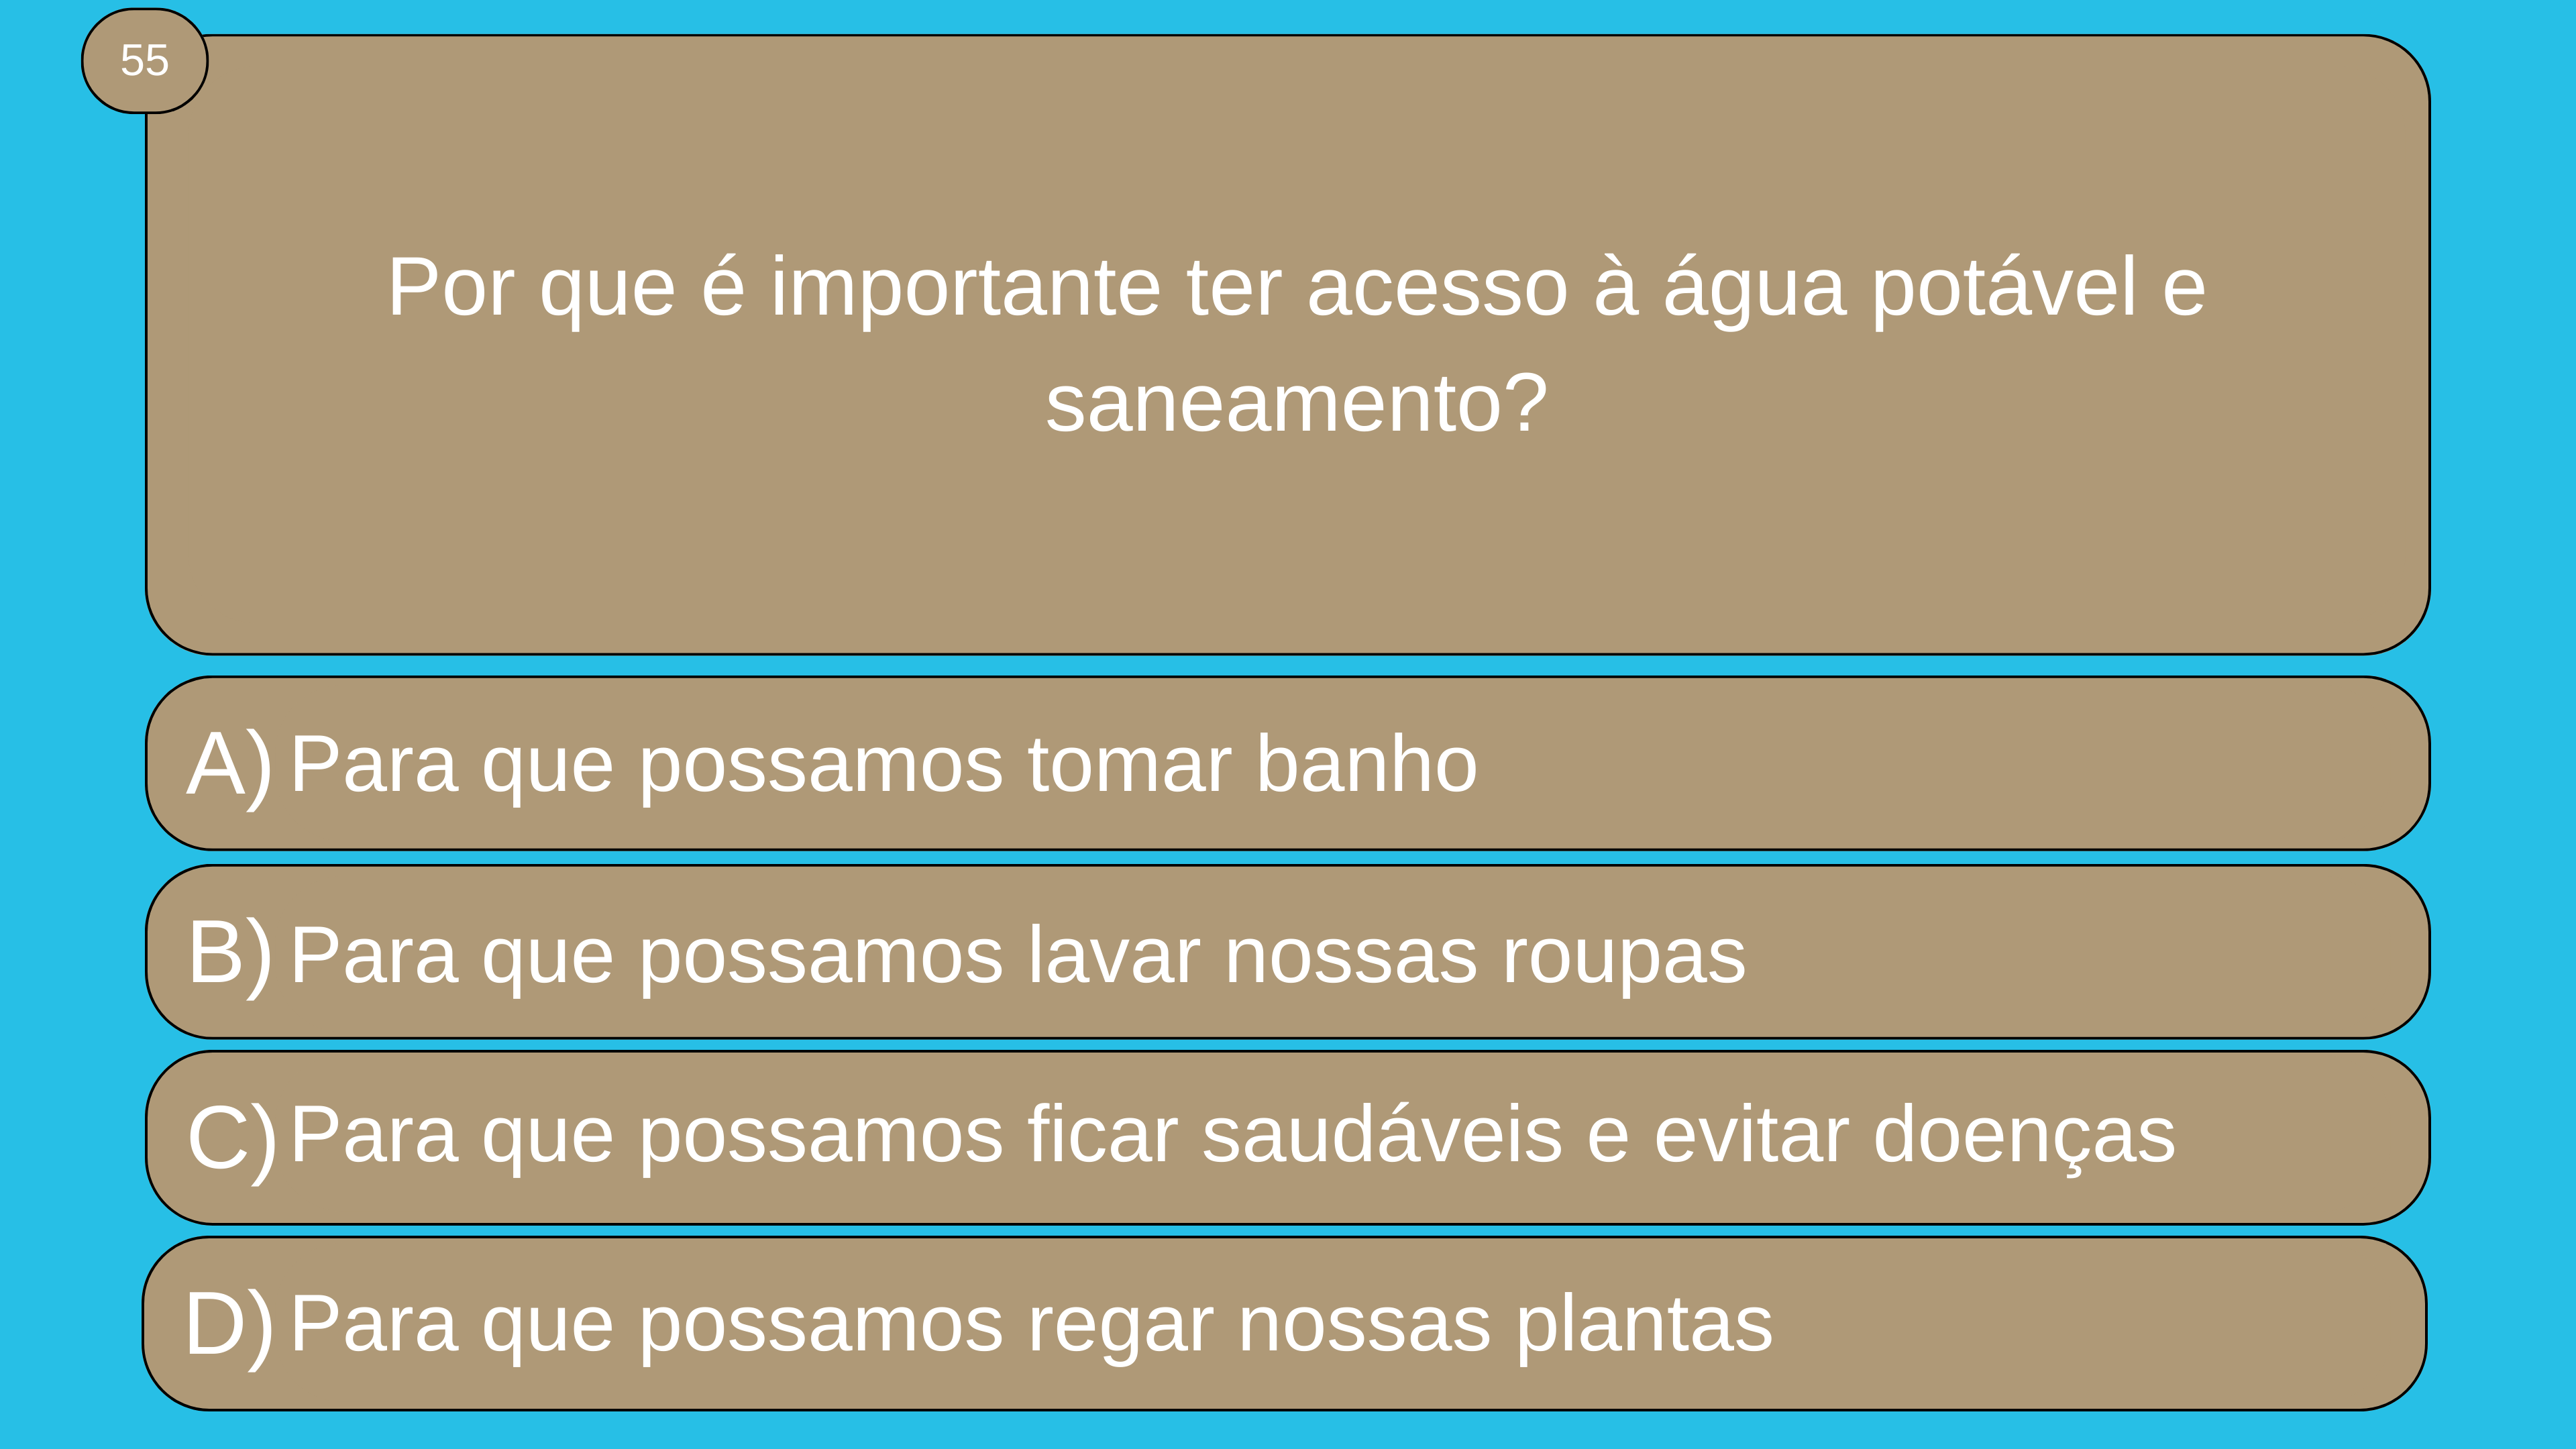 55
Por que é importante ter acesso à água potável e
saneamento?
A) Para que possamos tomar banho
B) Para que possamos lavar nossas roupas
C) Para que possamos ficar saudáveis e evitar doenças
D) Para que possamos regar nossas plantas